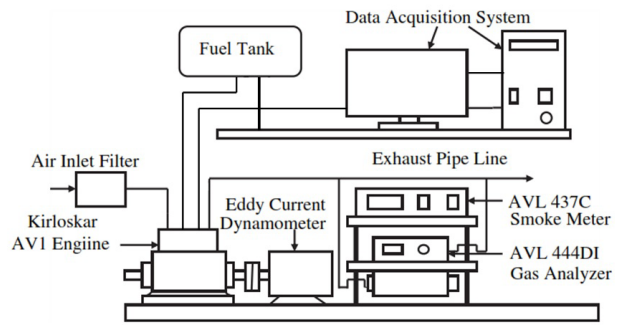 Data Acquisition System
Fuel Tank
Air Inlet Filter
Exhaust Pipe Line
Kirloskar
AV1 Engiine
Eddy Current
Dynamometer
AVL 437C
Smoke Meter
AVL 444DI
Gas Analyzer